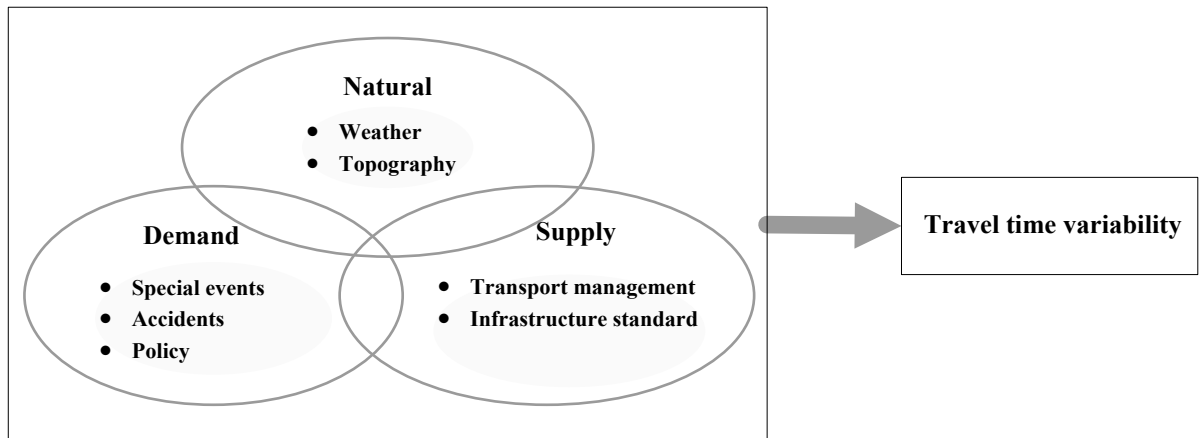 Natural
• Weather
• Topography
Demand
• Special events
• Accidents
• Policy
Supply
• Transport management
• Infrastructure standard
Travel time variability